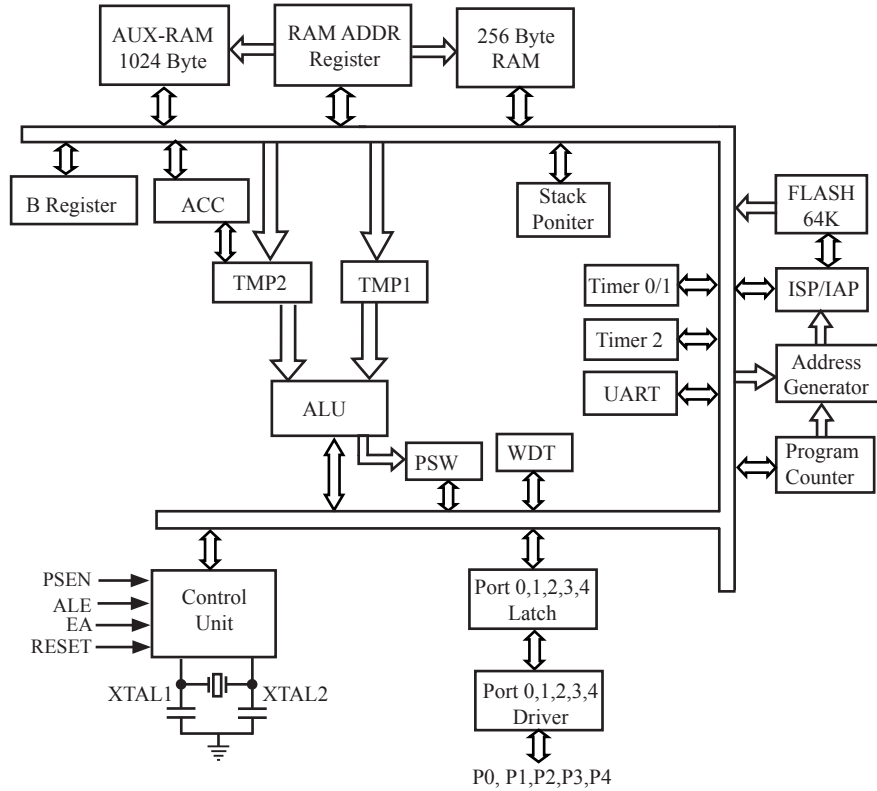 AUX-RAM
1024 Byte
RAM ADDR
Register
256 Byte
RAM
B Register
ACC
Stack
Poniter
FLASH
64K
TMP2
TMP1
Timer 0/1
ISP/IAP
Timer 2
Address
Generator
UART
ALU
PSW
WDT
Program
Counter
PSEN
ALE
EA
RESET
Control
Unit
Port 0,1,2,3,4
Latch
XTAL1
XTAL2
Port 0,1,2,3,4
Driver
P0, P1,P2,P3,P4